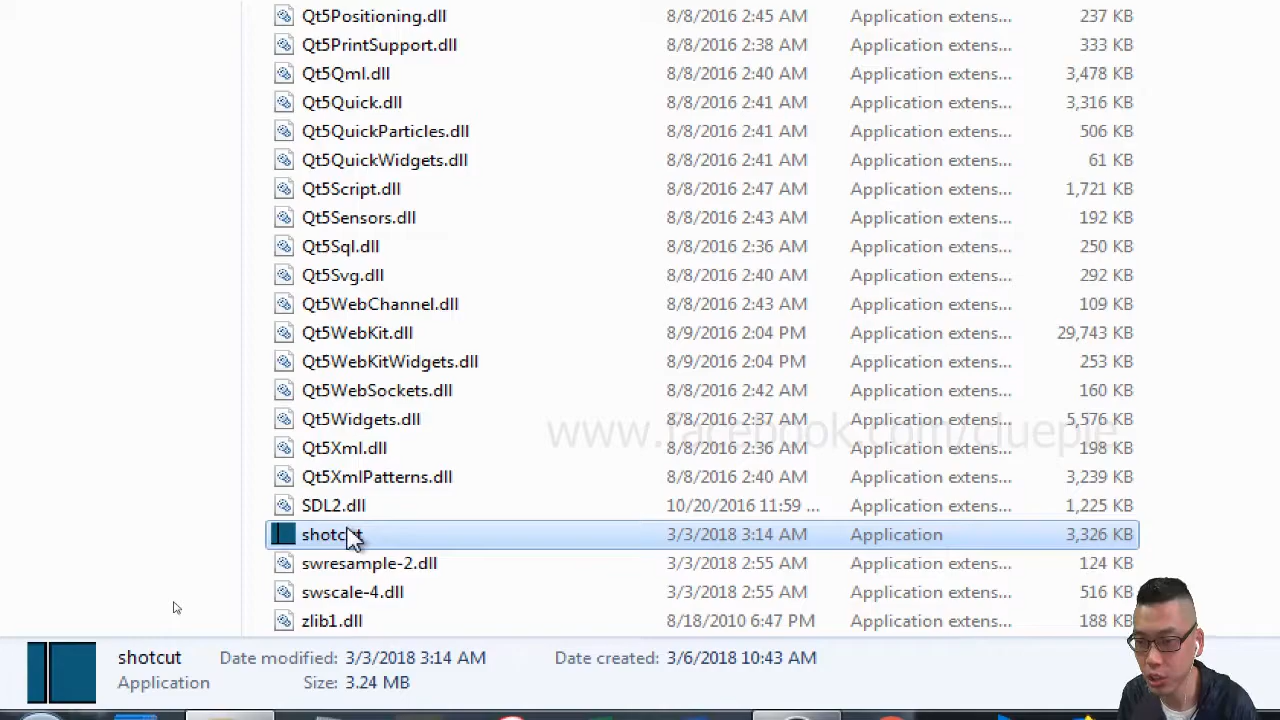 Qt5Positioning.dll 8/8/2016 2:45 AM Application extens... 237 KB
Qt5PrintSupport.dll 8/8/2016 2:38 AM Application extens... 333 KB
Qt5Qml.dll 8/8/2016 2:40 AM Application extens... 3,478 KB
Qt5Quick.dll 8/8/2016 2:41 AM Application extens... 3,316 KB
Qt5QuickParticles.dll 8/8/2016 2:41 AM Application extens... 506 KB
Qt5QuickWidgets.dll 8/8/2016 2:41 AM Application extens... 61 KB
Qt5Script.dll 8/8/2016 2:47 AM Application extens... 1,721 KB
Qt5Sensors.dll 8/8/2016 2:43 AM Application extens... 192 KB
Qt5Sql.dll 8/8/2016 2:36 AM Application extens... 250 KB
Qt5Svg.dll 8/8/2016 2:40 AM Application extens... 292 KB
Qt5WebChannel.dll 8/8/2016 2:43 AM Application extens... 109 KB
Qt5WebKit.dll 8/9/2016 2:04 PM Application extens... 29,743 KB
Qt5WebKitWidgets.dll 8/9/2016 2:04 PM Application extens... 253 KB
Qt5WebSockets.dll 8/8/2016 2:42 AM Application extens... 160 KB
Qt5Widgets.dll 8/8/2016 2:37 AM Application extens... 5,576 KB
Qt5Xml.dll 8/8/2016 2:36 AM Application extens... 198 KB
Qt5XmlPatterns.dll 8/8/2016 2:40 AM Application extens... 3,239 KB
SDL2.dll 10/20/2016 11:59 ... Application extens... 1,225 KB
shotcut 3/3/2018 3:14 AM Application 3,326 KB
swresample-2.dll 3/3/2018 2:55 AM Application extens... 124 KB
swscale-4.dll 3/3/2018 2:55 AM Application extens... 516 KB
zlib1.dll 8/18/2010 6:47 PM Application extens... 188 KB
shotcut Date modified: 3/3/2018 3:14 AM Date created: 3/6/2018 10:43 AM
Application Size: 3.24 MB